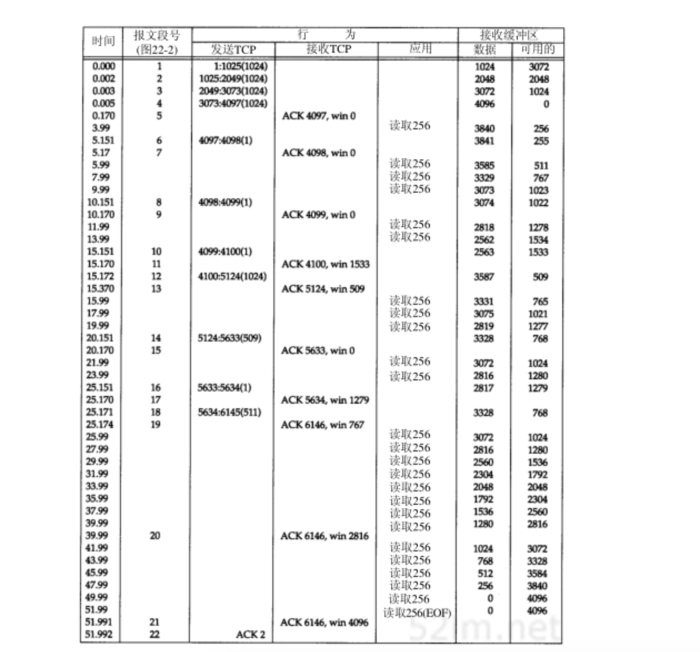 时间 报文段号 (图22-2) 行 为 接收缓冲区
发送TCP 接收TCP 应用 数据 可用的
0.000 1 1:1025(1024) 1024 3072
0.002 2 1025:2049(1024) 2048 2048
0.003 3 2049:3073(1024) 3072 1024
0.005 4 3073:4097(1024) 4096 0
0.170 5 ACK 4097, win 0
3.99 读取256 3840 256
5.151 6 4097:4098(1) 3841 255
5.17 7 ACK 4098, win 0
5.99 读取256 3585 511
7.99 读取256 3329 767
9.99 读取256 3073 1023
10.151 8 4098:4099(1) 3074 1022
10.170 9 ACK 4099, win 0
11.99 读取256 2818 1278
13.99 读取256 2562 1534
15.151 10 4099:4100(1) 2563 1533
15.170 11 ACK 4100, win 1533
15.172 12 4100:5124(1024) 3587 509
15.370 13 ACK 5124, win 509
15.99 读取256 3331 765
17.99 读取256 3075 1021
19.99 读取256 2819 1277
20.151 14 5124:5633(509) 3328 768
20.170 15 ACK 5633, win 0
21.99 读取256 3072 1024
23.99 读取256 2816 1280
25.151 16 5633:5634(1) 2817 1279
25.170 17 ACK 5634, win 1279
25.171 18 5634:6145(511) 3328 768
25.174 19 ACK 6146, win 767
25.99 读取256 3072 1024
27.99 读取256 2816 1280
29.99 读取256 2560 1536
31.99 读取256 2304 1792
33.99 读取256 2048 2048
35.99 读取256 1792 2304
37.99 读取256 1536 2560
39.99 读取256 1280 2816
39.99 20 ACK 6146, win 2816
41.99 读取256 1024 3072
43.99 读取256 768 3328
45.99 读取256 512 3584
47.99 读取256 256 3840
49.99 读取256 0 4096
51.99 读取256(EOF) 0 4096
51.991 21 ACK 6146, win 4096
51.992 22 ACK 2